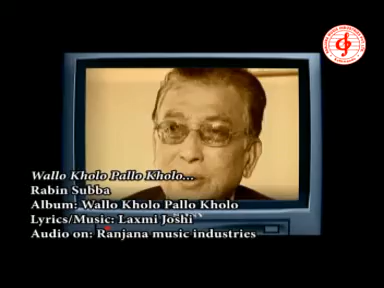 Wallo Kholo Pallo Kholo...
Rabin Subba
Album: Wallo Kholo Pallo Kholo
Lyrics/Music: Laxmi Joshi``
Audio on: Ranjana music industries